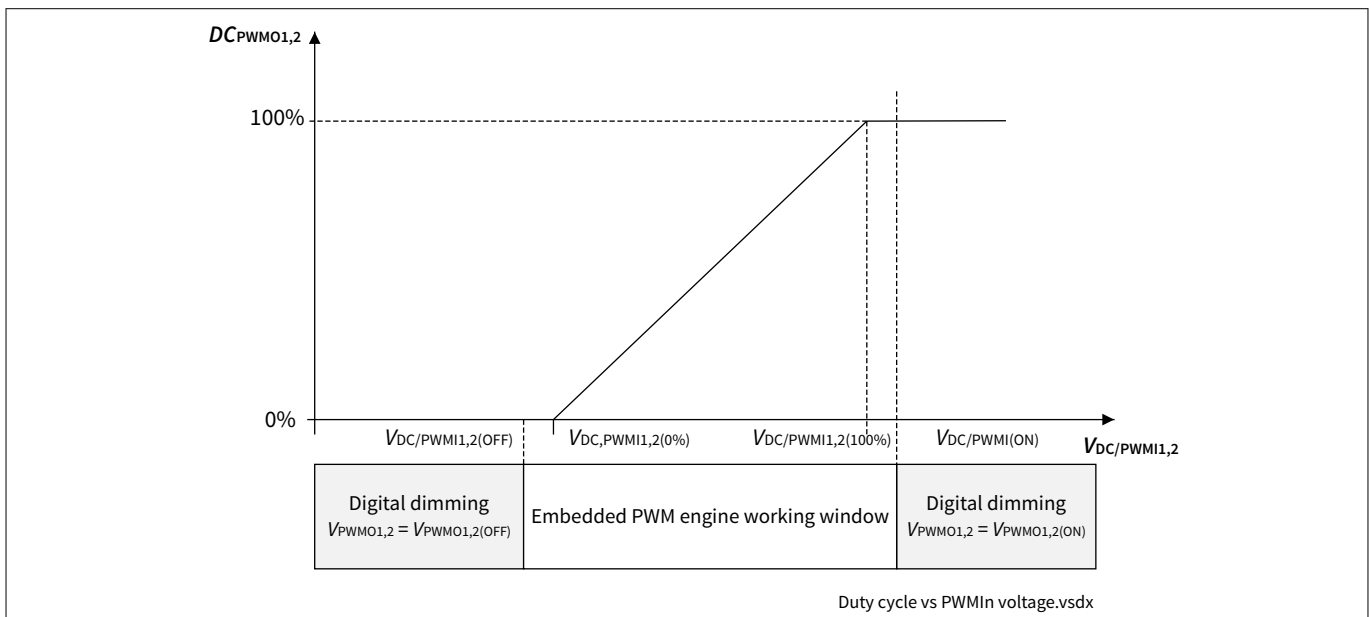 DCPWMO1,2
100%
0%
VDC/PWMI1,2(OFF)
VDC,PWMI1,2(0%)
VDC/PWMI1,2(100%)
VDC/PWMI(ON)
VDC/PWMI1,2
Digital dimming
VPWMO1,2 = VPWMO1,2(OFF)
Embedded PWM engine working window
Digital dimming
VPWMO1,2 = VPWMO1,2(ON)
Duty cycle vs PWMIn voltage.vsdx